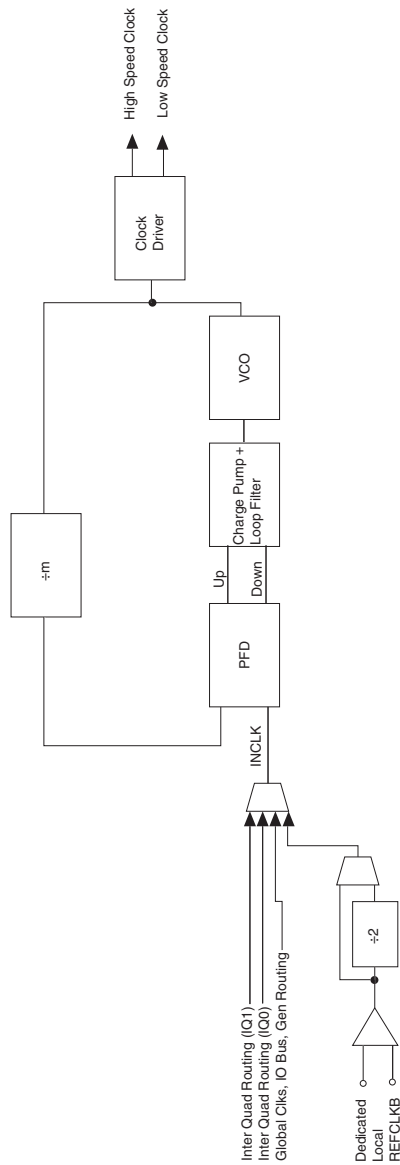 High Speed Clock
Low Speed Clock
Clock
Driver
÷m
VCO
Charge Pump +
Loop Filter
Up
Down
PFD
INCLK
Inter Quad Routing (IQ1)
Inter Quad Routing (IQ0)
Global Clks, IO Bus, Gen Routing
÷2
Dedicated
Local
REFCLKB